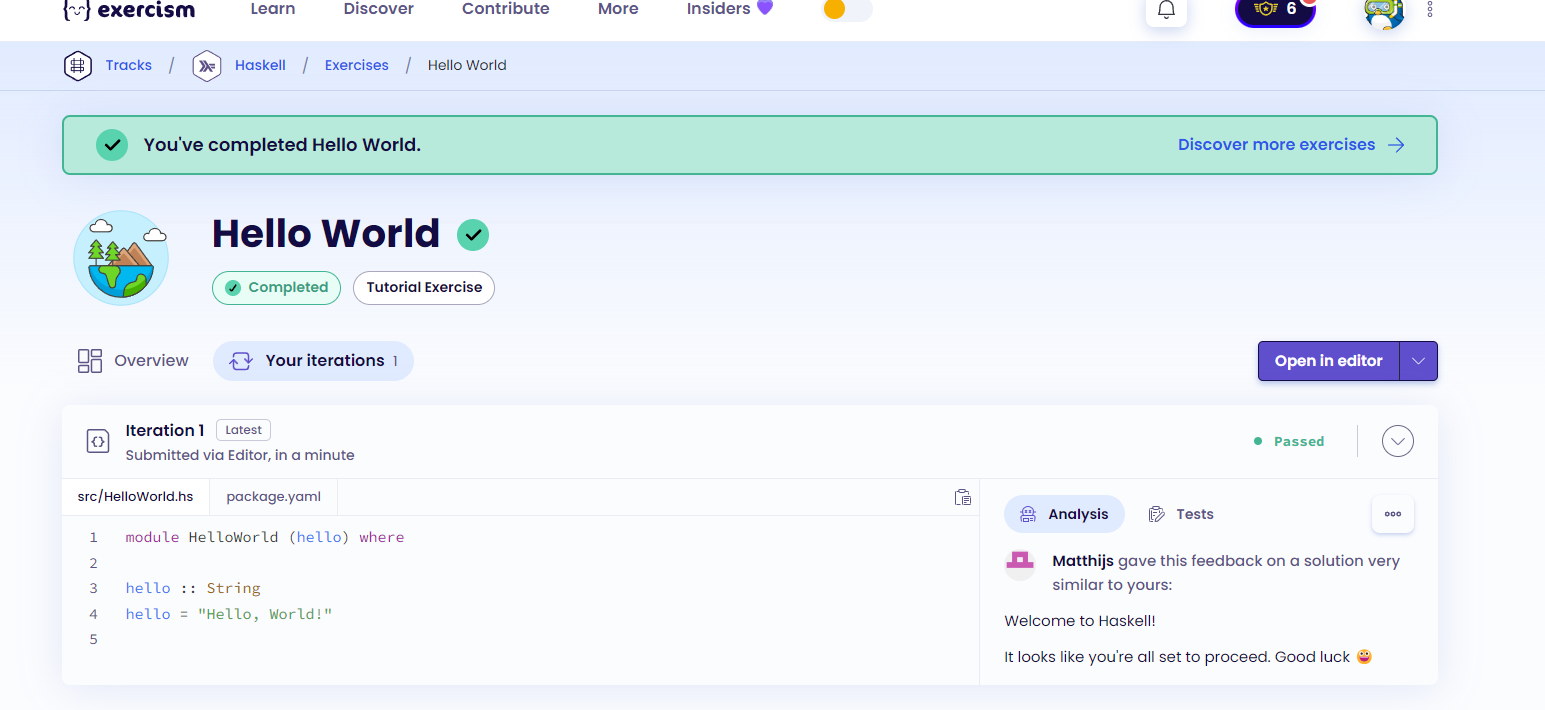 exercism Learn Discover Contribute More Insiders 6
Tracks / Haskell / Exercises / Hello World
You've completed Hello World. Discover more exercises
Hello World
Completed Tutorial Exercise
Overview Your iterations 1 Open in editor
Iteration 1 Latest
Submitted via Editor, in a minute
Passed
src/HelloWorld.hs package.yaml
1 module HelloWorld (hello) where
2
3 hello :: String
4 hello = "Hello, World!"
5
Analysis Tests
Matthijs gave this feedback on a solution very
similar to yours:
Welcome to Haskell!
It looks like you're all set to proceed. Good luck 😀